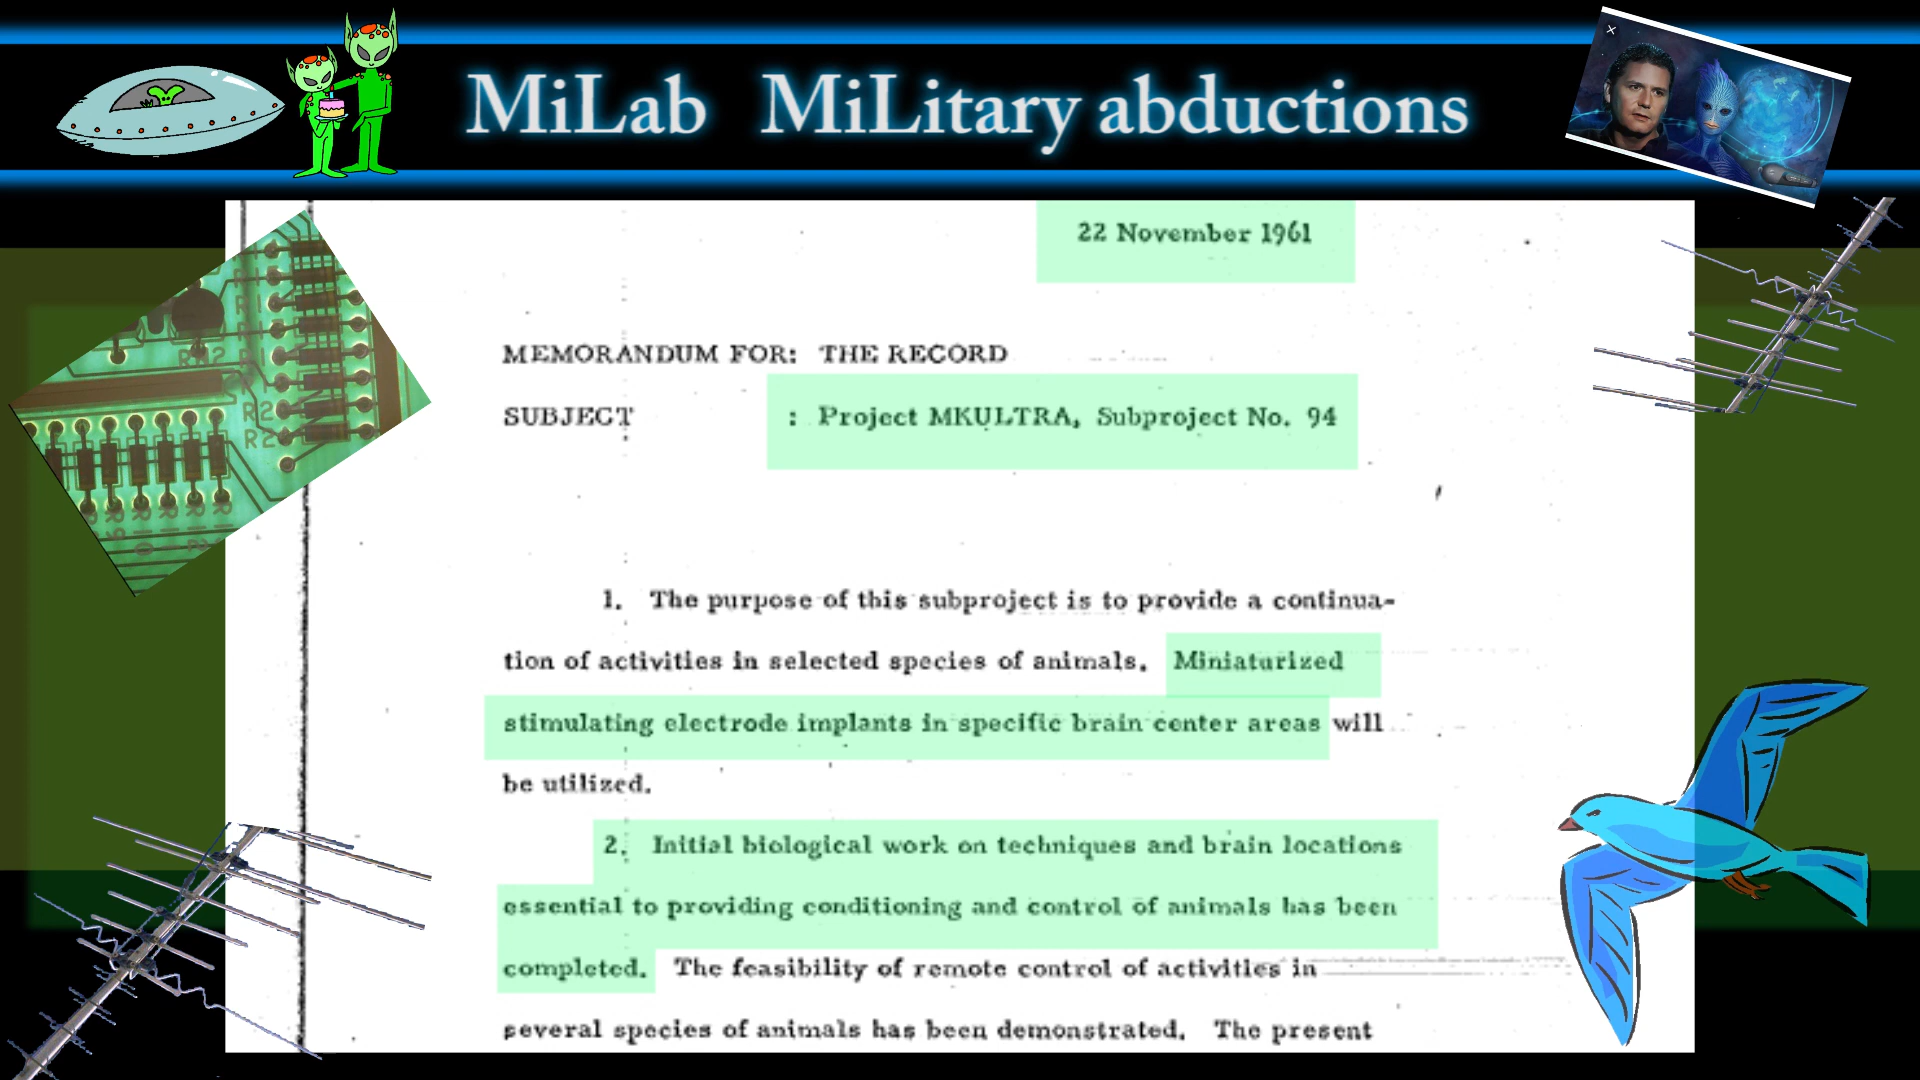 MiLab MiLitary abductions
22 November 1961
MEMORANDUM FOR: THE RECORD
SUBJECT : Project MKULTRA, Subproject No. 94
1. The purpose of this subproject is to provide a continua-
tion of activities in selected species of animals. Miniaturized
stimulating electrode implants in specific brain center areas will
be utilized.
2. Initial biological work on techniques and brain locations
essential to providing conditioning and control of animals has been
completed. The feasibility of remote control of activities in
several species of animals has been demonstrated. The present
R2
R2